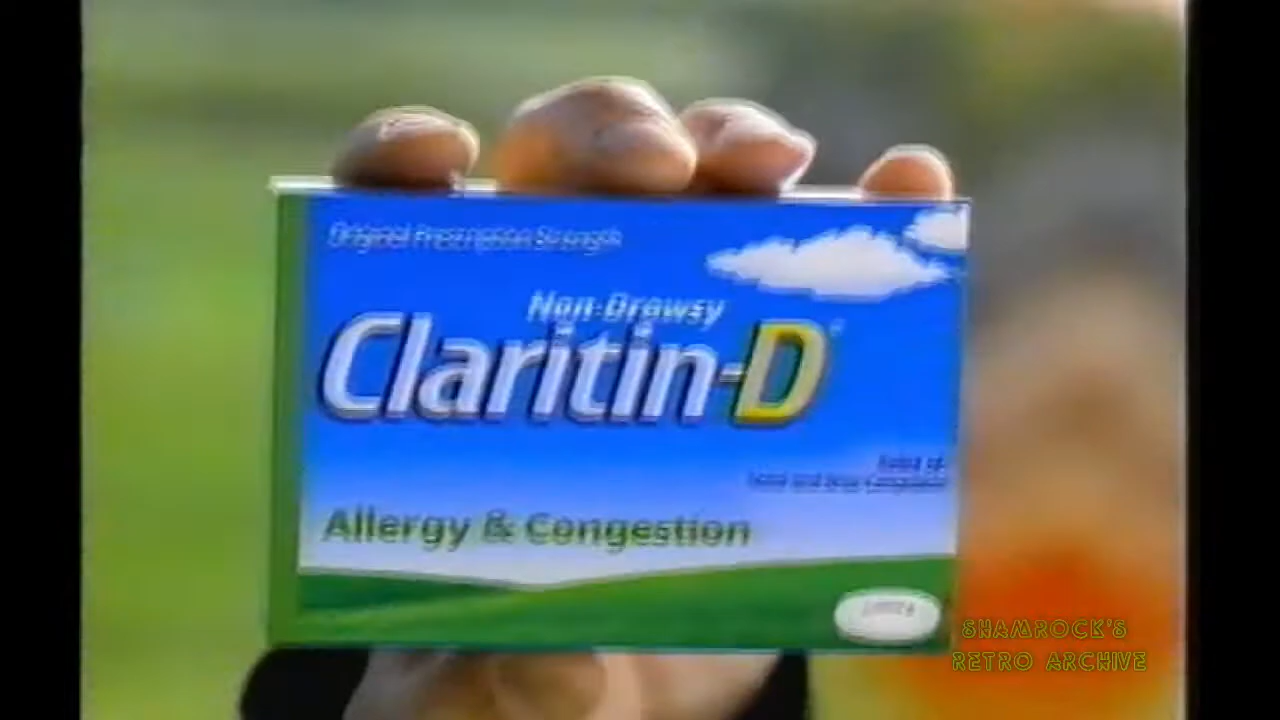 Original Prescription Strength
Non-Drowsy
Claritin-D
Allergy & Congestion
SHAMROCK'S
RETRO ARCHIVE